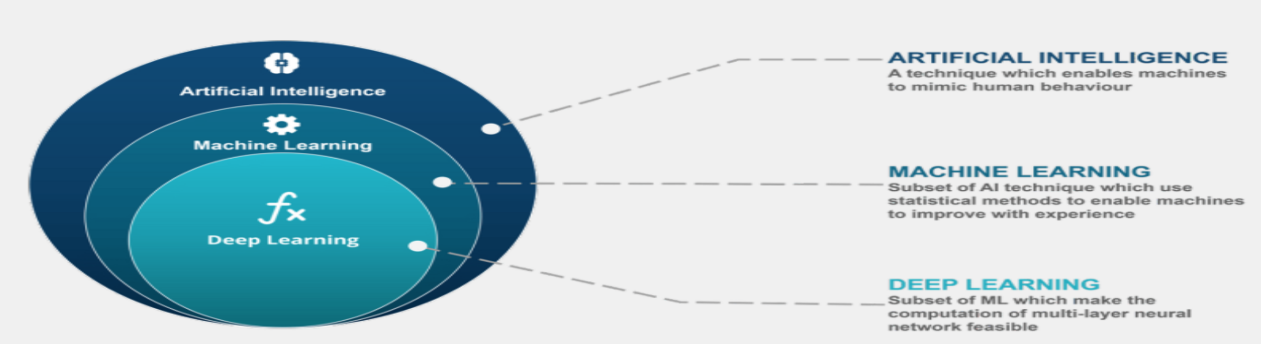 Artificial Intelligence
Machine Learning
fx
Deep Learning
ARTIFICIAL INTELLIGENCE
A technique which enables machines
to mimic human behaviour
MACHINE LEARNING
Subset of AI technique which use
statistical methods to enable machines
to improve with experience
DEEP LEARNING
Subset of ML which make the
computation of multi-layer neural
network feasible